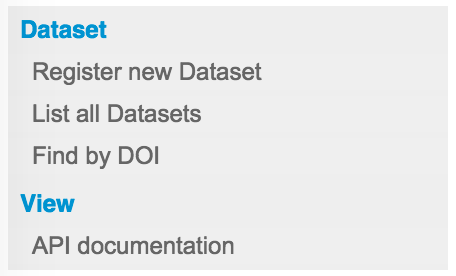 Dataset
Register new Dataset
List all Datasets
Find by DOI
View
API documentation